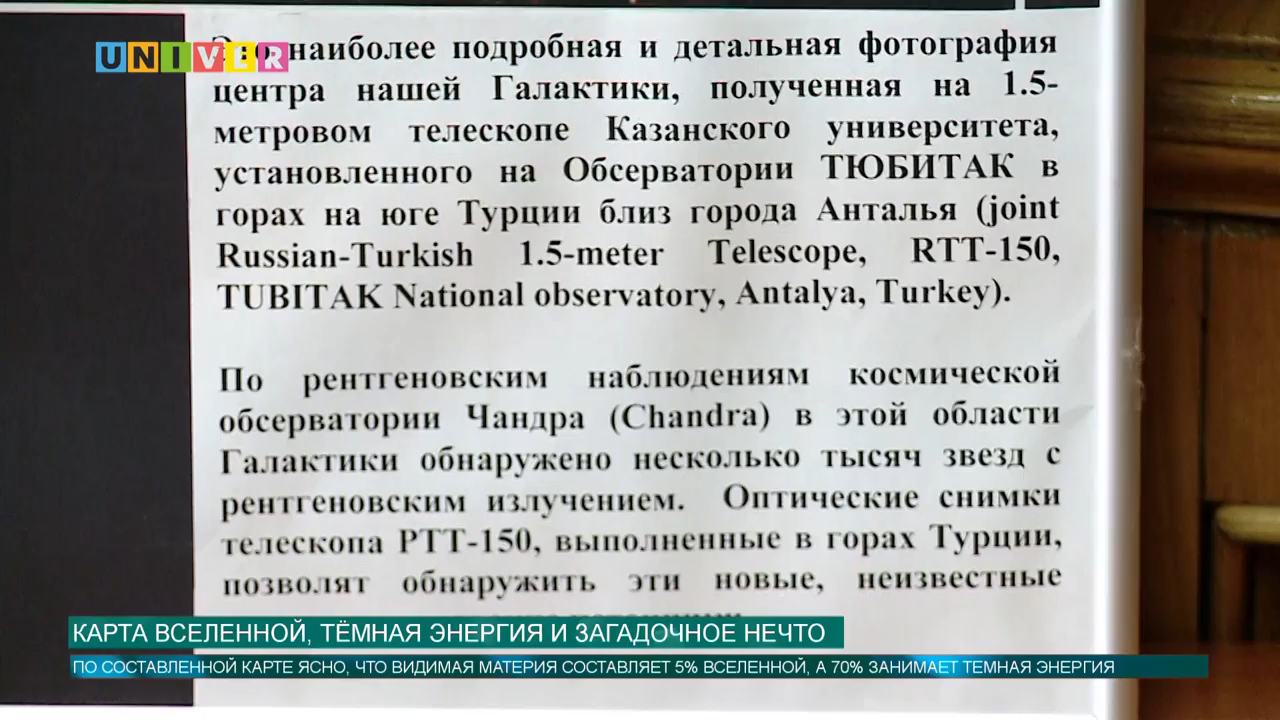 UNIVER
наиболее подробная и детальная фотография
центра нашей Галактики, полученная на 1.5-
метровом телескопе Казанского университета,
установленного на Обсерватории ТЮБИТАК в
горах на юге Турции близ города Анталья (joint
Russian-Turkish 1.5-meter Telescope, RTT-150,
TUBITAK National observatory, Antalya, Turkey).
По рентгеновским наблюдениям космической
обсерватории Чандра (Chandra) в этой области
Галактики обнаружено несколько тысяч звезд с
рентгеновским излучением. Оптические снимки
телескопа РТТ-150, выполненные в горах Турции,
позволят обнаружить эти новые, неизвестные
КАРТА ВСЕЛЕННОЙ, ТЁМНАЯ ЭНЕРГИЯ И ЗАГАДОЧНОЕ НЕЧТО
ПО СОСТАВЛЕННОЙ КАРТЕ ЯСНО, ЧТО ВИДИМАЯ МАТЕРИЯ СОСТАВЛЯЕТ 5% ВСЕЛЕННОЙ, А 70% ЗАНИМАЕТ ТЕМНАЯ ЭНЕРГИЯ